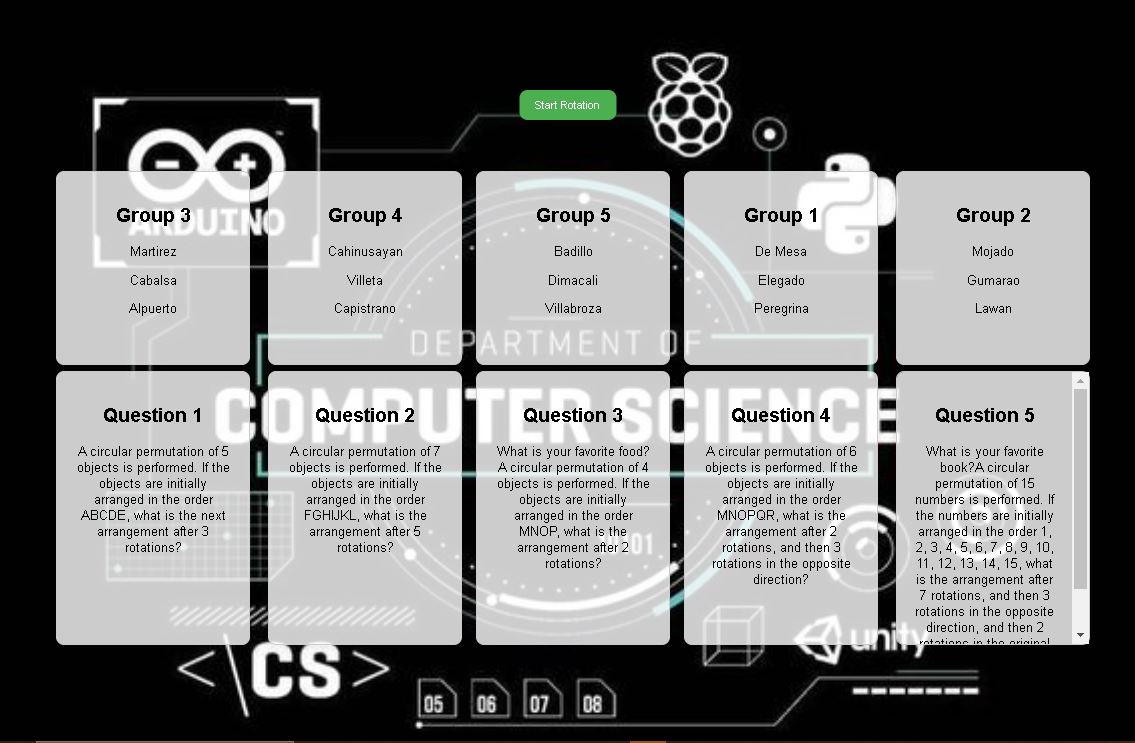 Start Rotation
ARDUINO
™
Group 3
Martirez
Cabalsa
Alpuerto
Group 4
Cahinusayan
Villeta
Capistrano
Group 5
Badillo
Dimacali
Villabroza
Group 1
De Mesa
Elegado
Peregrina
Group 2
Mojado
Gumarao
Lawan
DEPARTMENT OF
COMPUTER SCIENCE
Question 1
A circular permutation of 5
objects is performed. If the
objects are initially
arranged in the order
ABCDE, what is the next
arrangement after 3
rotations?
Question 2
A circular permutation of 7
objects is performed. If the
objects are initially
arranged in the order
FGHIJKL, what is the
arrangement after 5
rotations?
Question 3
What is your favorite food?
A circular permutation of 4
objects is performed. If the
objects are initially
arranged in the order
MNOP, what is the
arrangement after 2
rotations?
Question 4
A circular permutation of 6
objects is performed. If the
objects are initially
arranged in the order
MNOPQR, what is the
arrangement after 2
rotations, and then 3
rotations in the opposite
direction?
Question 5
What is your favorite
book?A circular
permutation of 15
numbers is performed. If
the numbers are initially
arranged in the order 1,
2, 3, 4, 5, 6, 7, 8, 9, 10,
11, 12, 13, 14, 15, what
is the arrangement after
7 rotations, and then 3
rotations in the opposite
direction, and then 2
rotations in the original
01
unity
<\CS>
05 06 07 08